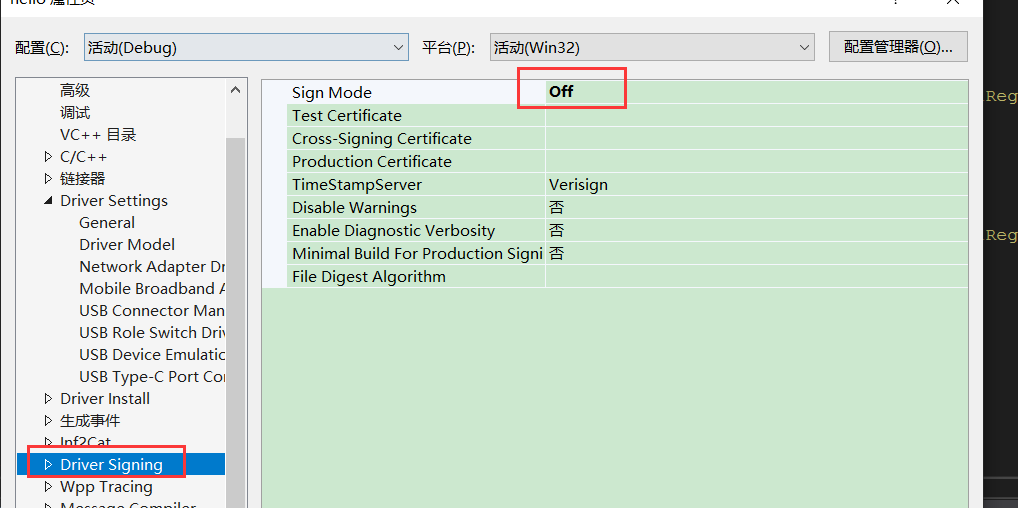 hello 属性页
?
配置(C): 活动(Debug) 平台(P): 活动(Win32) 配置管理器(O)...
高级
调试
VC++ 目录
C/C++
链接器
Driver Settings
General
Driver Model
Network Adapter Dr
Mobile Broadband A
USB Connector Man
USB Role Switch Driv
USB Device Emulatic
USB Type-C Port Cor
Driver Install
生成事件
Inf2Cat
Driver Signing
Wpp Tracing
Message Compiler
Sign Mode Off
Test Certificate
Cross-Signing Certificate
Production Certificate
TimeStampServer Verisign
Disable Warnings 否
Enable Diagnostic Verbosity 否
Minimal Build For Production Signi 否
File Digest Algorithm
Reg
Reg